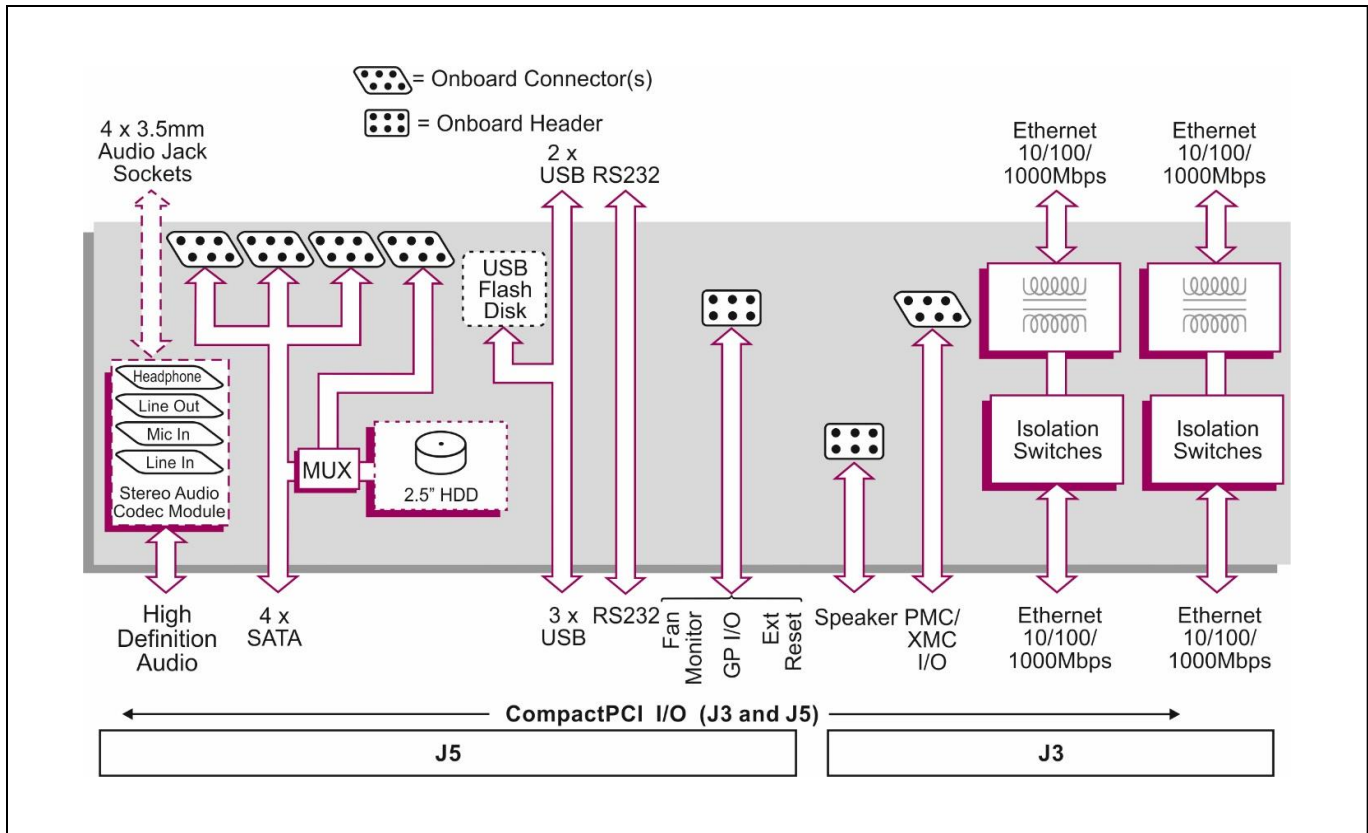 = Onboard Connector(s)
= Onboard Header
4 x 3.5mm
Audio Jack
Sockets
2 x
USB
RS232
Ethernet
10/100/
1000Mbps
Ethernet
10/100/
1000Mbps
USB
Flash
Disk
Headphone
Line Out
Mic In
Line In
Stereo Audio
Codec Module
MUX
2.5” HDD
Isolation
Switches
Isolation
Switches
High
Definition
Audio
4 x
SATA
3 x
USB
RS232
Fan
Monitor
GP I/O
Ext
Reset
Speaker
PMC/
XMC
I/O
Ethernet
10/100/
1000Mbps
Ethernet
10/100/
1000Mbps
CompactPCI I/O (J3 and J5)
J5
J3